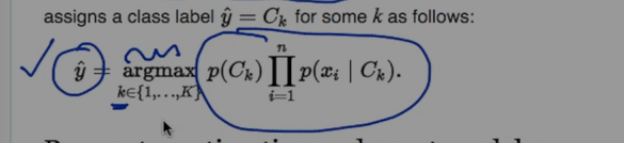 assigns a class label ŷ = C_k for some k as follows:
ŷ = argmax_{k∈{1,…,K}} p(C_k) ∏_{i=1}^{n} p(x_i | C_k).